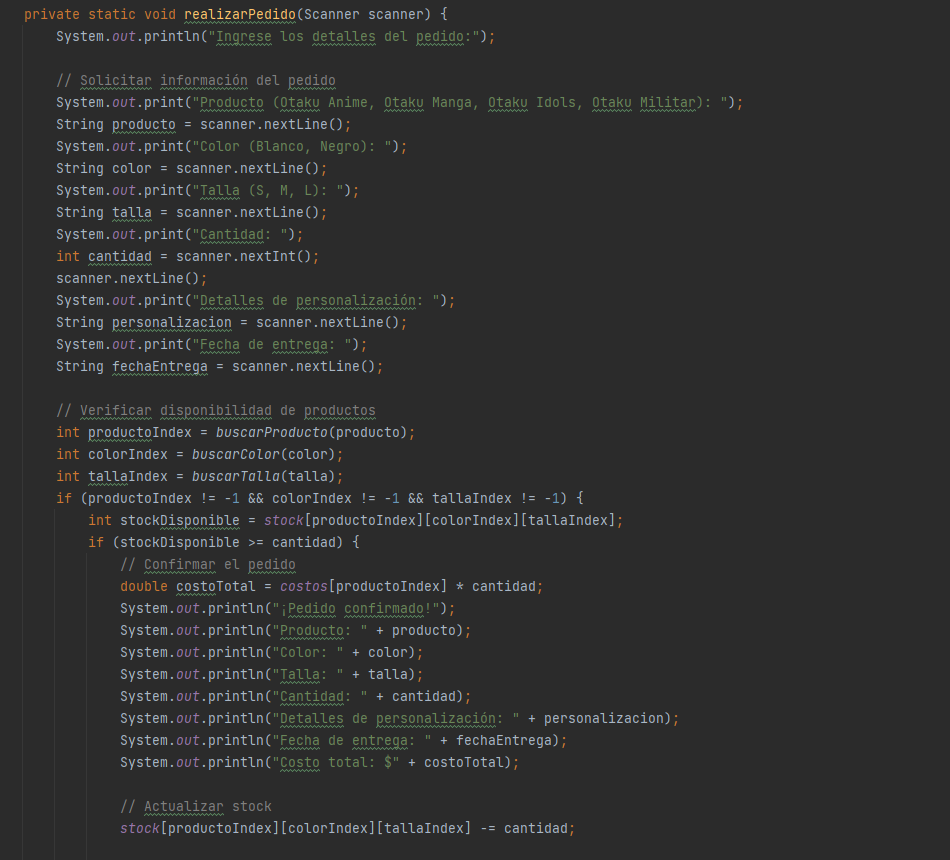 private static void realizarPedido(Scanner scanner) {
System.out.println("Ingrese los detalles del pedido:");
// Solicitar información del pedido
System.out.print("Producto (Otaku Anime, Otaku Manga, Otaku Idols, Otaku Militar): ");
String producto = scanner.nextLine();
System.out.print("Color (Blanco, Negro): ");
String color = scanner.nextLine();
System.out.print("Talla (S, M, L): ");
String talla = scanner.nextLine();
System.out.print("Cantidad: ");
int cantidad = scanner.nextInt();
scanner.nextLine();
System.out.print("Detalles de personalización: ");
String personalizacion = scanner.nextLine();
System.out.print("Fecha de entrega: ");
String fechaEntrega = scanner.nextLine();
// Verificar disponibilidad de productos
int productoIndex = buscarProducto(producto);
int colorIndex = buscarColor(color);
int tallaIndex = buscarTalla(talla);
if (productoIndex != -1 && colorIndex != -1 && tallaIndex != -1) {
int stockDisponible = stock[productoIndex][colorIndex][tallaIndex];
if (stockDisponible >= cantidad) {
// Confirmar el pedido
double costoTotal = costos[productoIndex] * cantidad;
System.out.println("¡Pedido confirmado!");
System.out.println("Producto: " + producto);
System.out.println("Color: " + color);
System.out.println("Talla: " + talla);
System.out.println("Cantidad: " + cantidad);
System.out.println("Detalles de personalización: " + personalizacion);
System.out.println("Fecha de entrega: " + fechaEntrega);
System.out.println("Costo total: $" + costoTotal);
// Actualizar stock
stock[productoIndex][colorIndex][tallaIndex] -= cantidad;